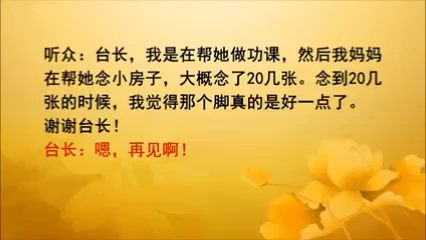 听众：台长，我是在帮她做功课，然后我妈妈
在帮她念小房子，大概念了20几张。念到20几
张的时候，我觉得那个脚真的是好一点了。
谢谢台长！
台长：嗯，再见啊！